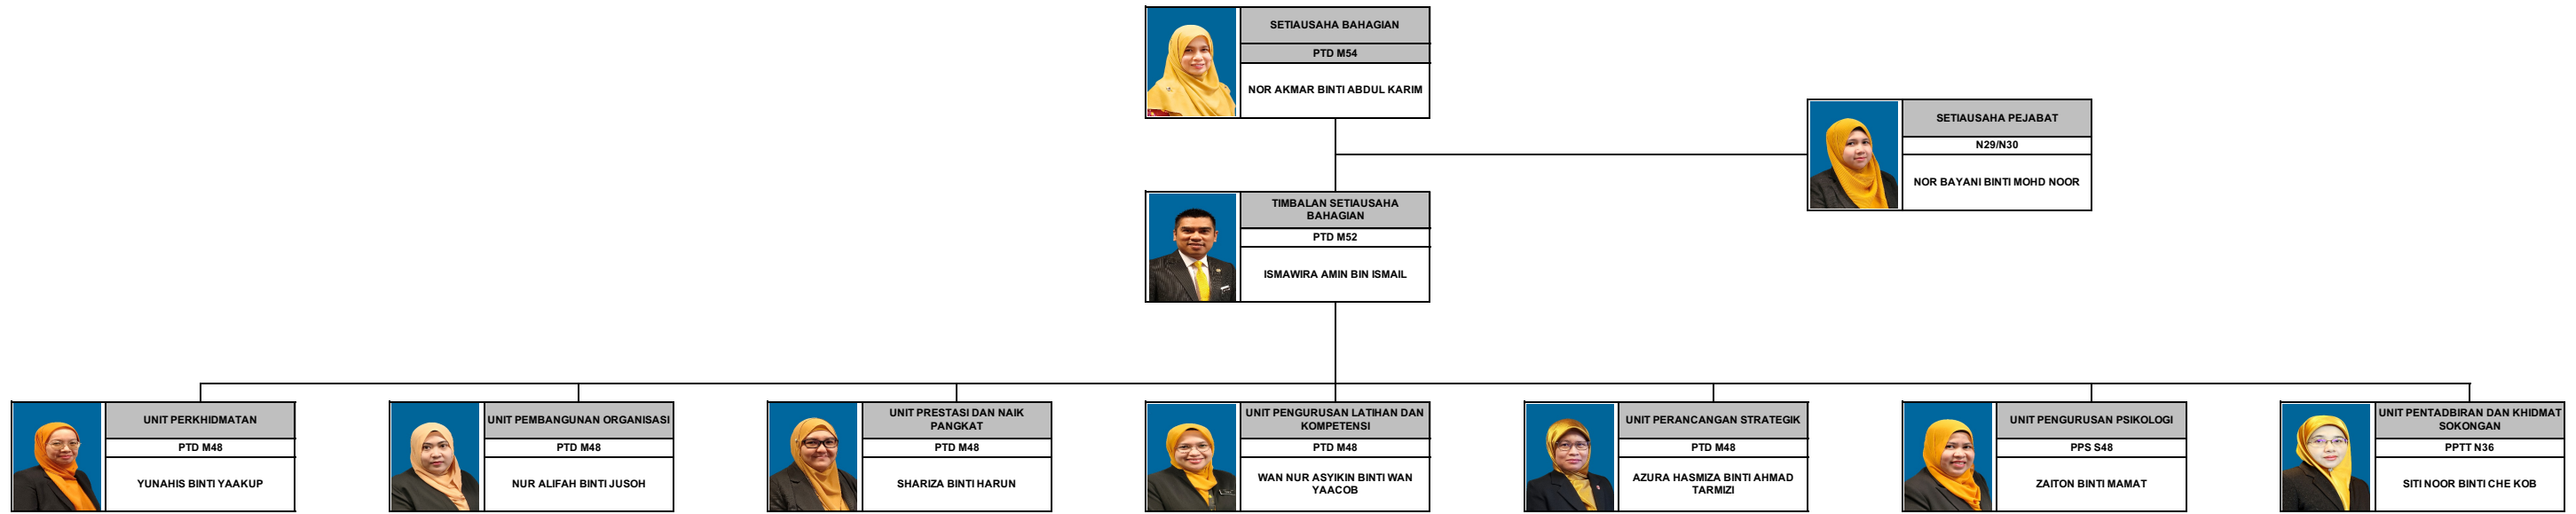 SETIAUSAHA BAHAGIAN
PTD M54
NOR AKMAR BINTI ABDUL KARIM
SETIAUSAHA PEJABAT
N29/N30
NOR BAYANI BINTI MOHD NOOR
TIMBALAN SETIAUSAHA
BAHAGIAN
PTD M52
ISMAWIRA AMIN BIN ISMAIL
UNIT PERKHIDMATAN
PTD M48
YUNAHIS BINTI YAAKUP
UNIT PEMBANGUNAN ORGANISASI
PTD M48
NUR ALIFAH BINTI JUSOH
UNIT PRESTASI DAN NAIK
PANGKAT
PTD M48
SHARIZA BINTI HARUN
UNIT PENGURUSAN LATIHAN DAN
KOMPETENSI
PTD M48
WAN NUR ASYIKIN BINTI WAN
YAACOB
UNIT PERANCANGAN STRATEGIK
PTD M48
AZURA HASMIZA BINTI AHMAD
TARMIZI
UNIT PENGURUSAN PSIKOLOGI
PPS S48
ZAITON BINTI MAMAT
UNIT PENTADBIRAN DAN KHIDMAT
SOKONGAN
PPTT N36
SITI NOOR BINTI CHE KOB